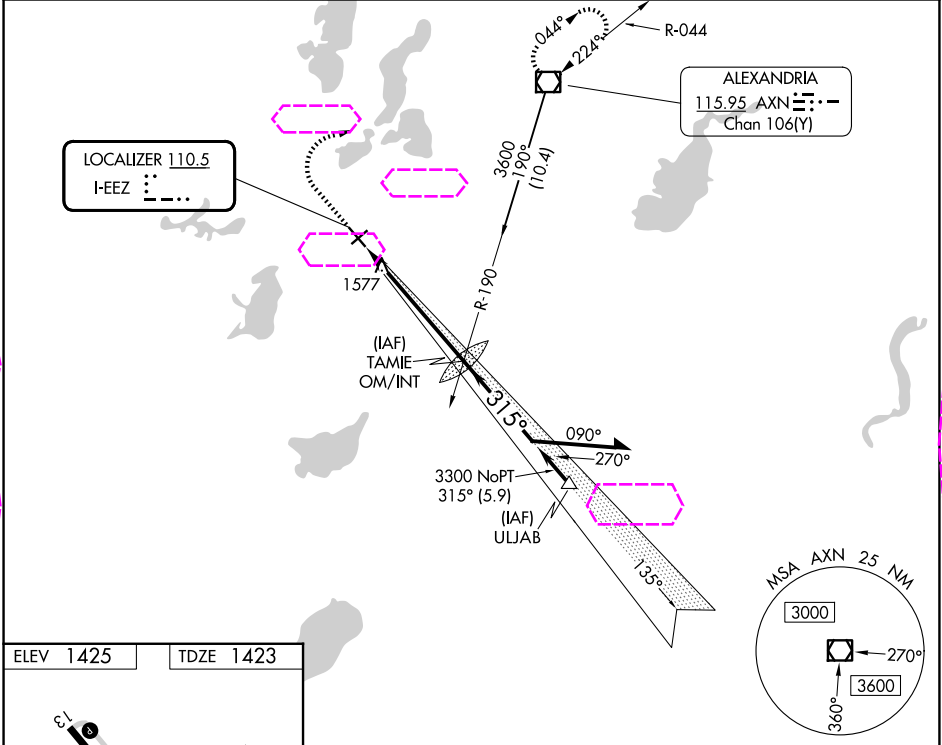 044°
224°
R-044
ALEXANDRIA
115.95 AXN
Chan 106(Y)
LOCALIZER 110.5
I-EEZ
3600
190°
(10.4)
1577
R-190
(IAF)
TAMIE
OM/INT
315°
090°
270°
3300 NoPT
315° (5.9)
(IAF)
ULJAB
135°
MSA AXN 25 NM
3000
270°
3600
360°
ELEV 1425
TDZE 1423
13
P